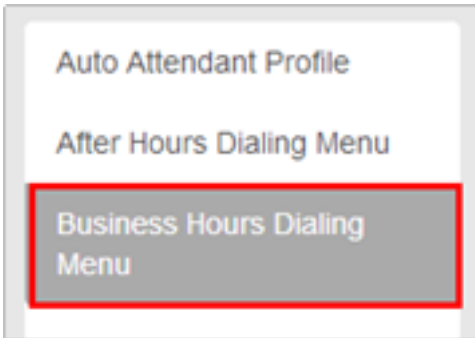 Auto Attendant Profile
After Hours Dialing Menu
Business Hours Dialing
Menu